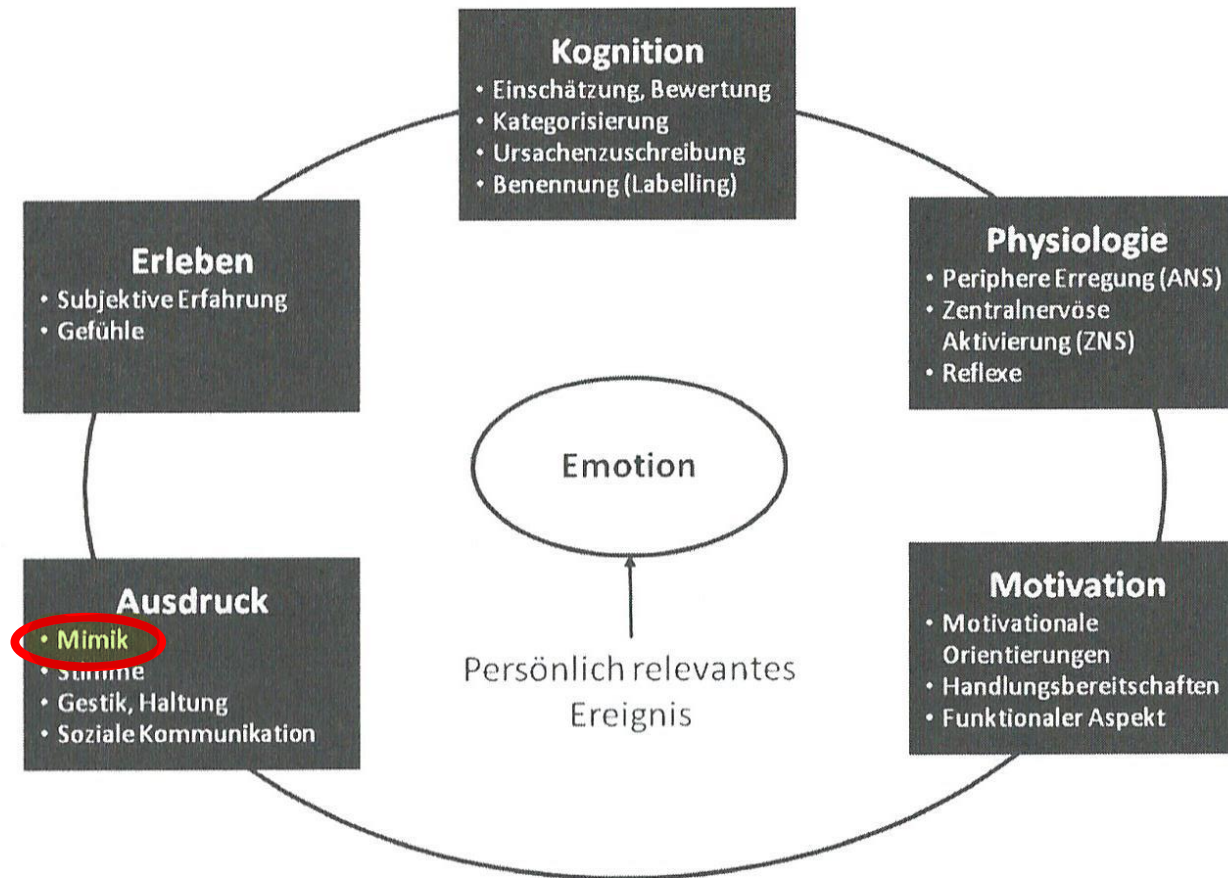 Kognition
• Einschätzung, Bewertung
• Kategorisierung
• Ursachenzuschreibung
• Benennung (Labelling)
Erleben
• Subjektive Erfahrung
• Gefühle
Physiologie
• Periphere Erregung (ANS)
• Zentralnervöse
Aktivierung (ZNS)
• Reflexe
Emotion
Ausdruck
• Mimik
• Stimme
• Gestik, Haltung
• Soziale Kommunikation
Persönlich relevantes
Ereignis
Motivation
• Motivationale
Orientierungen
• Handlungsbereitschaften
• Funktionaler Aspekt